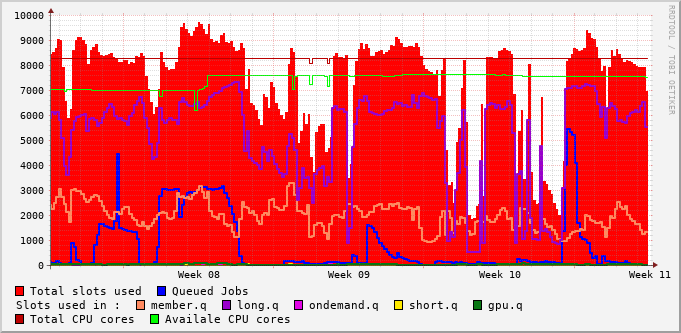 10000
9000
8000
7000
6000
5000
4000
3000
2000
1000
0
Week 08 Week 09 Week 10 Week 11
RRDTOOL / TOBI OETIKER
Total slots used Queued Jobs
Slots used in : member.q long.q ondemand.q short.q gpu.q
Total CPU cores Availale CPU cores